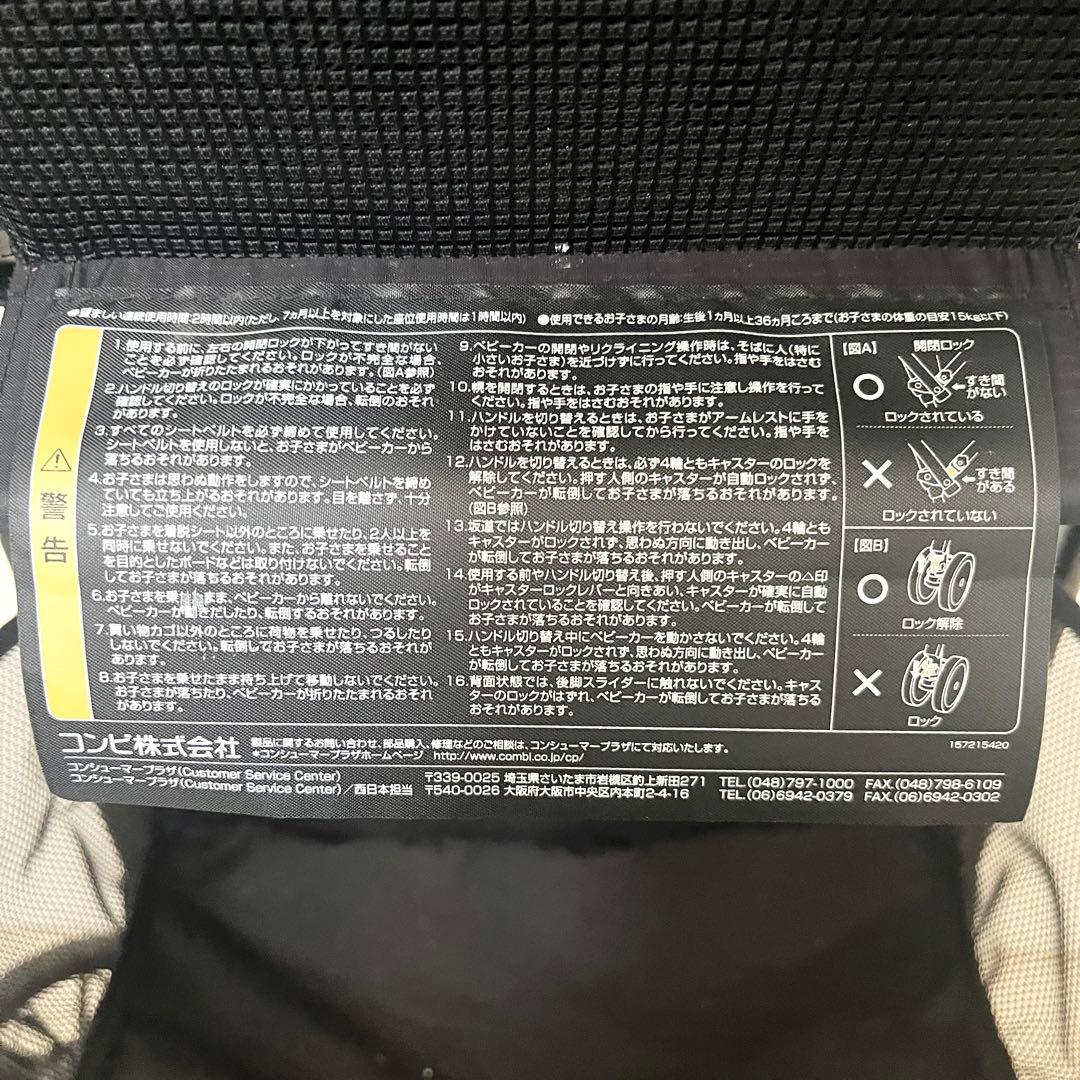 ●望ましい連続使用時間:2時間以内(ただし、7ヵ月以上を対象にした座位使用時間は1時間以内) ●使用できるお子さまの月齢:生後1カ月以上36カ月ころまで(お子さまの体重の目安15kg以下)
⚠警告
1.使用する前に、左右の開閉ロックが下がってすき間がない
ことを必ず確認してください。ロックが不完全な場合、
ベビーカーが折りたたまれるおそれがあります。(図A参照)
2.ハンドル切り替えのロックが確実にかかっていることを必ず
確認してください。ロックが不完全な場合、転倒のおそれ
があります。
3.すべてのシートベルトを必ず締めて使用してください。
シートベルトを使用しないと、お子さまがベビーカーから
落ちるおそれがあります。
4.お子さまは思わぬ動作をしますので、シートベルトを締め
ていても立ち上がるおそれがあります。目を離さず、十分
注意してご使用ください。
5.お子さまを着脱シート以外のところに乗せたり、2人以上を
同時に乗せないでください。また、お子さまを乗せること
を目的としたボードなどは取り付けないでください。転倒
してお子さまが落ちるおそれがあります。
6.お子さまを乗せたまま、ベビーカーから離れないでください。
ベビーカーが動きだしたり、転倒するおそれがあります。
7.買い物カゴ以外のところに荷物を乗せたり、つるしたり
しないでください。転倒してお子さまが落ちるおそれがあり
ます。
8.お子さまを乗せたまま持ち上げて移動しないでください。
お子さまが落ちたり、ベビーカーが折りたたまれるおそれ
があります。
9.ベビーカーの開閉やリクライニング操作時は、そばに人(特に
小さいお子さま)を近づけずに行ってください。指や手をはさむ
おそれがあります。
10.幌を開閉するときは、お子さまの指や手に注意し操作を行って
ください。指や手をはさむおそれがあります。
11.ハンドルを切り替えるときは、お子さまがアームレストに手を
かけていないことを確認してから行ってください。指や手を
はさむおそれがあります。
12.ハンドルを切り替えるときは、必ず4輪ともキャスターのロックを
解除してください。押す人側のキャスターが自動ロックされず、
ベビーカーが転倒してお子さまが落ちるおそれがあります。
(図B参照)
13.坂道ではハンドル切り替え操作を行わないでください。4輪とも
キャスターがロックされず、思わぬ方向に動き出し、ベビーカー
が転倒してお子さまが落ちるおそれがあります。
14.使用する前やハンドル切り替え後、押す人側のキャスターの△印
がキャスターロックレバーと向きあい、キャスターが確実に自動
ロックされていることを確認してください。ベビーカーが転倒して
お子さまが落ちるおそれがあります。
15.ハンドル切り替え中にベビーカーを動かさないでください。4輪
ともキャスターがロックされず、思わぬ方向に動き出し、ベビーカー
が転倒してお子さまが落ちるおそれがあります。
16.背面状態では、後脚スライダーに触れないでください。キャス
ターのロックがはずれ、ベビーカーが転倒してお子さまが落ちる
おそれがあります。
【図A】 開閉ロック
すき間
がない
ロックされている
すき間
がある
ロックされていない
【図B】
ロック解除
ロック
コンビ株式会社 製品に関するお問い合わせ、部品購入、修理などのご相談は、コンシューマープラザにて対応いたします。
*コンシューマープラザホームページ http://www.combi.co.jp/cp/
157215420
コンシューマープラザ(Customer Service Center) 〒339-0025 埼玉県さいたま市岩槻区釣上新田271 TEL.(048)797-1000 FAX.(048)798-6109
コンシューマープラザ(Customer Service Center)/西日本担当 〒540-0026 大阪府大阪市中央区内本町2-4-16 TEL.(06)6942-0379 FAX.(06)6942-0302